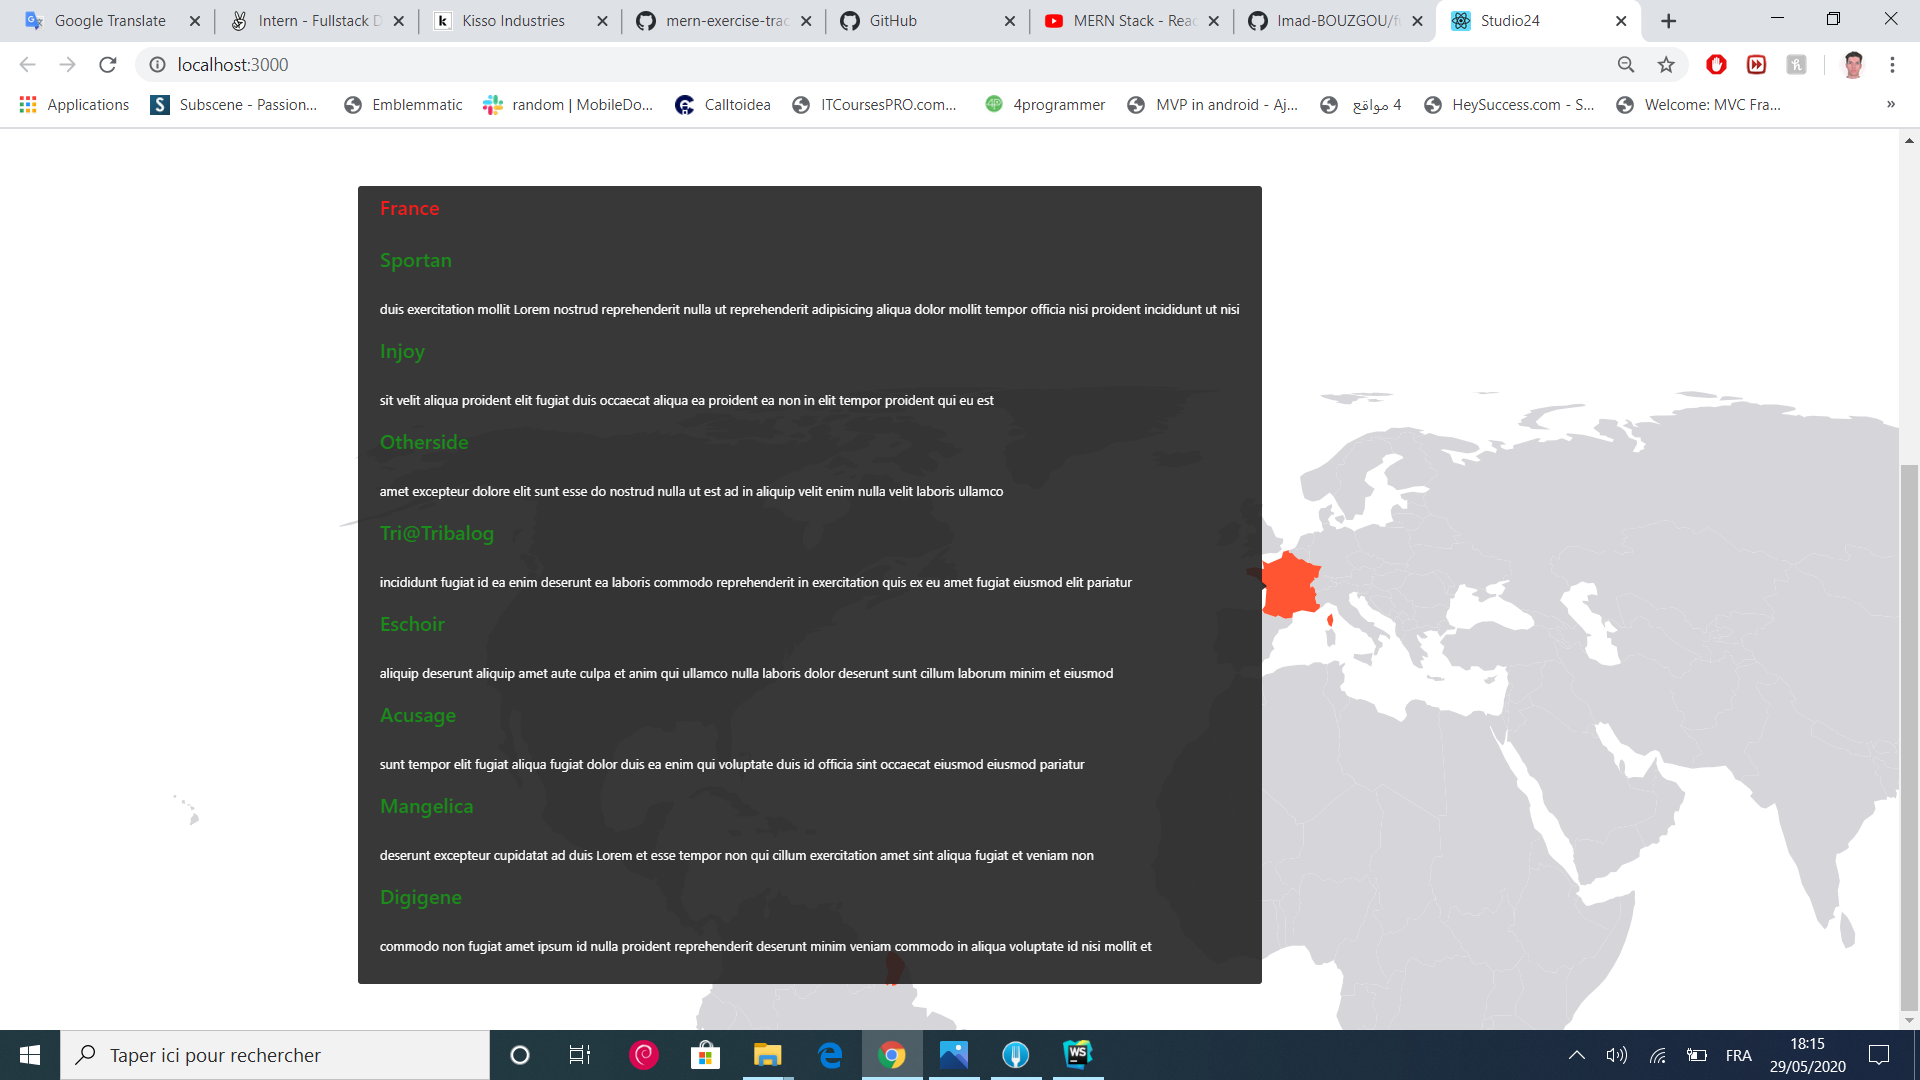 Google Translate
Intern - Fullstack D
Kisso Industries
mern-exercise-trac
GitHub
MERN Stack - Reac
Imad-BOUZGOU/fu
Studio24
localhost:3000
Applications
Subscene - Passion...
Emblemmatic
random | MobileDo...
Calltoidea
ITCoursesPRO.com...
4programmer
MVP in android - Aj...
4 مواقع
HeySuccess.com - S...
Welcome: MVC Fra...
»
France
Sportan
duis exercitation mollit Lorem nostrud reprehenderit nulla ut reprehenderit adipisicing aliqua dolor mollit tempor officia nisi proident incididunt ut nisi
Injoy
sit velit aliqua proident elit fugiat duis occaecat aliqua ea proident ea non in elit tempor proident qui eu est
Otherside
amet excepteur dolore elit sunt esse do nostrud nulla ut est ad in aliquip velit enim nulla velit laboris ullamco
Tri@Tribalog
incididunt fugiat id ea enim deserunt ea laboris commodo reprehenderit in exercitation quis ex eu amet fugiat eiusmod elit pariatur
Eschoir
aliquip deserunt aliquip amet aute culpa et anim qui ullamco nulla laboris dolor deserunt sunt cillum laborum minim et eiusmod
Acusage
sunt tempor elit fugiat aliqua fugiat dolor duis ea enim qui voluptate duis id officia sint occaecat eiusmod eiusmod pariatur
Mangelica
deserunt excepteur cupidatat ad duis Lorem et esse tempor non qui cillum exercitation amet sint aliqua fugiat et veniam non
Digigene
commodo non fugiat amet ipsum id nulla proident reprehenderit deserunt minim veniam commodo in aliqua voluptate id nisi mollit et
Taper ici pour rechercher
WS
FRA
18:15
29/05/2020